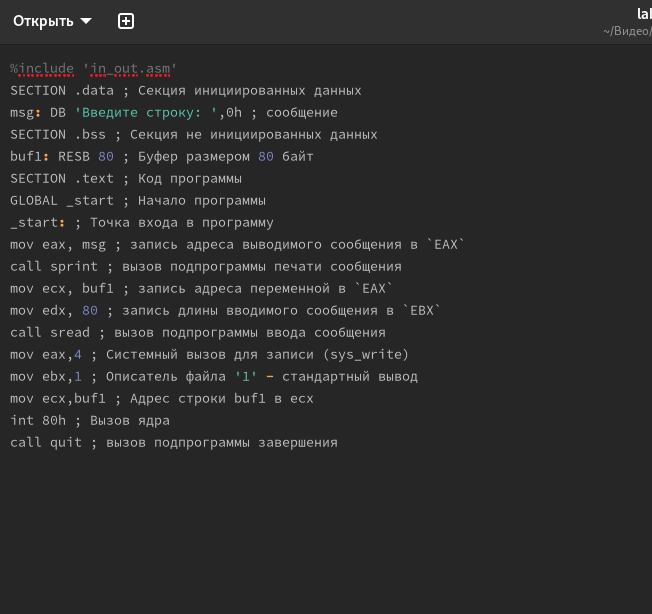 Открыть
lab
~/Видео/
%include 'in_out.asm'
SECTION .data ; Секция инициированных данных
msg: DB 'Введите строку: ',0h ; сообщение
SECTION .bss ; Секция не инициированных данных
buf1: RESB 80 ; Буфер размером 80 байт
SECTION .text ; Код программы
GLOBAL _start ; Начало программы
_start: ; Точка входа в программу
mov eax, msg ; запись адреса выводимого сообщения в `EAX`
call sprint ; вызов подпрограммы печати сообщения
mov ecx, buf1 ; запись адреса переменной в `EAX`
mov edx, 80 ; запись длины вводимого сообщения в `EBX`
call sread ; вызов подпрограммы ввода сообщения
mov eax,4 ; Системный вызов для записи (sys_write)
mov ebx,1 ; Описатель файла '1' - стандартный вывод
mov ecx,buf1 ; Адрес строки buf1 в ecx
int 80h ; Вызов ядра
call quit ; вызов подпрограммы завершения